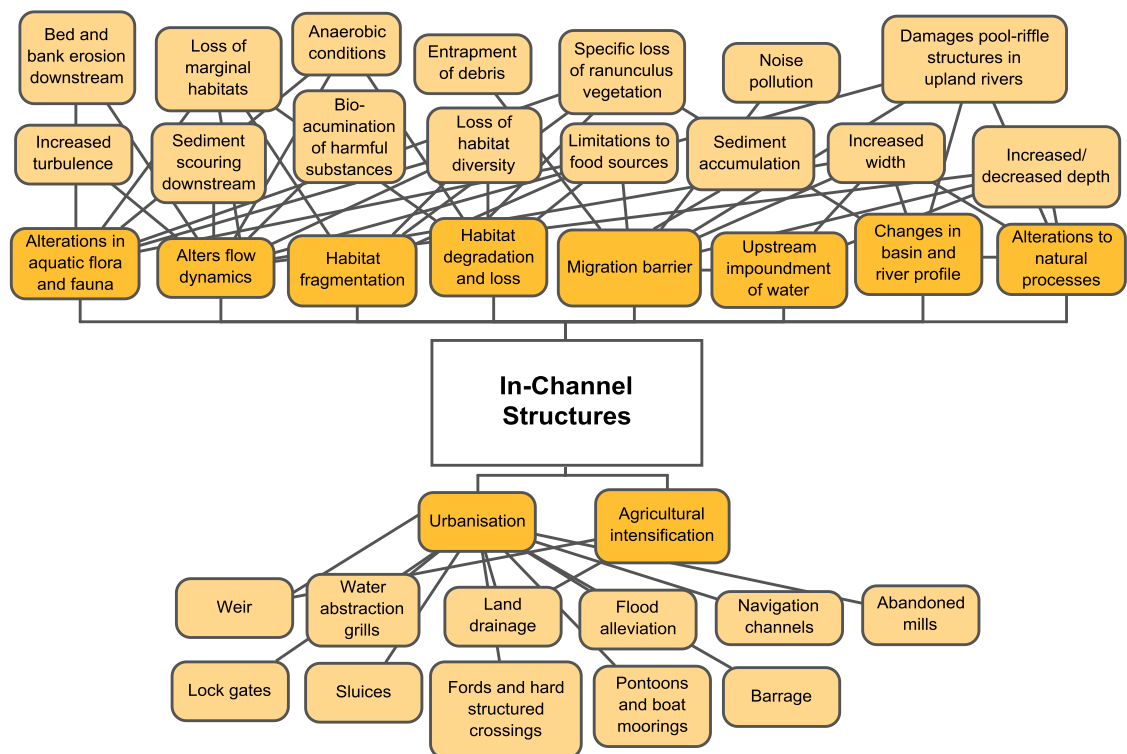 Bed and
bank erosion
downstream
Loss of
marginal
habitats
Anaerobic
conditions
Entrapment
of debris
Specific loss
of ranunculus
vegetation
Noise
pollution
Damages pool-riffle
structures in
upland rivers
Increased
turbulence
Sediment
scouring
downstream
Bio-
acumination
of harmful
substances
Loss of
habitat
diversity
Limitations to
food sources
Sediment
accumulation
Increased
width
Increased/
decreased depth
Alterations in
aquatic flora
and fauna
Alters flow
dynamics
Habitat
fragmentation
Habitat
degradation
and loss
Migration barrier
Upstream
impoundment
of water
Changes in
basin and
river profile
Alterations to
natural
processes
In-Channel
Structures
Urbanisation
Agricultural
intensification
Weir
Water
abstraction
grills
Land
drainage
Flood
alleviation
Navigation
channels
Abandoned
mills
Lock gates
Sluices
Fords and hard
structured
crossings
Pontoons
and boat
moorings
Barrage